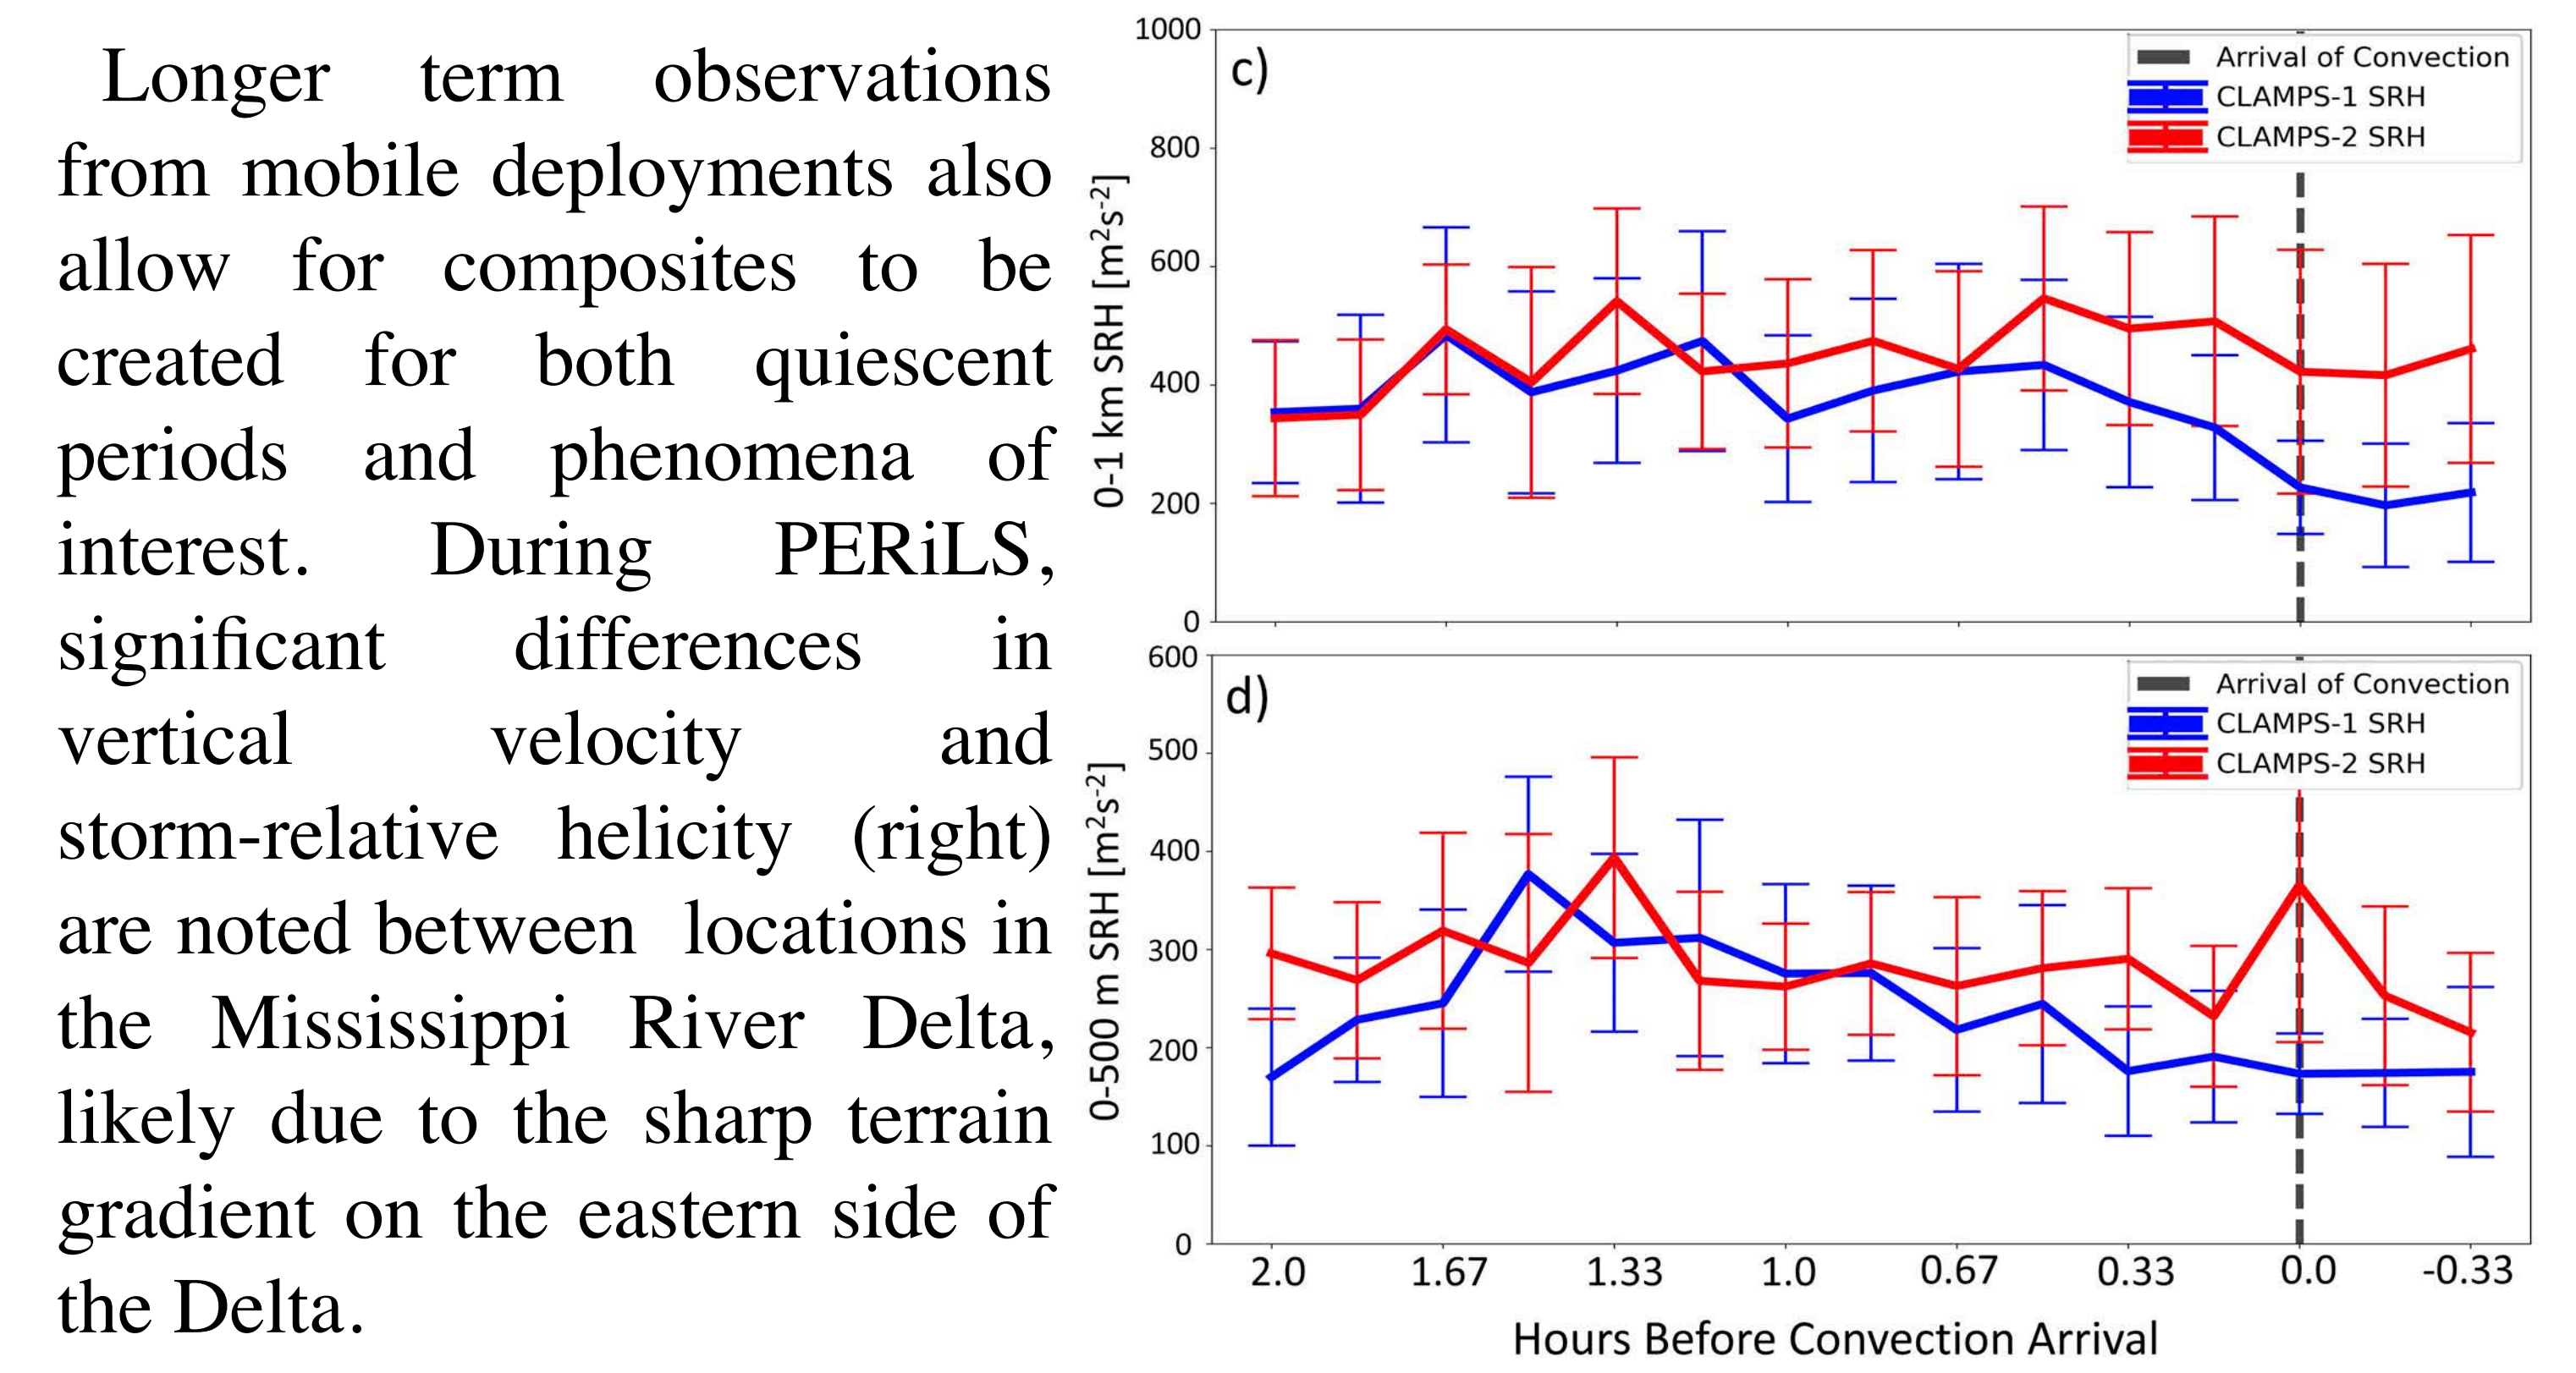 Longer term observations
from mobile deployments also
allow for composites to be
created for both quiescent
periods and phenomena of
interest. During PERiLS,
significant differences in
vertical velocity and
storm-relative helicity (right)
are noted between locations in
the Mississippi River Delta,
likely due to the sharp terrain
gradient on the eastern side of
the Delta.
c)
Arrival of Convection
CLAMPS-1 SRH
CLAMPS-2 SRH
0-1 km SRH [m²s⁻²]
1000
800
600
400
200
0
d)
Arrival of Convection
CLAMPS-1 SRH
CLAMPS-2 SRH
0-500 m SRH [m²s⁻²]
600
500
400
300
200
100
0
2.0 1.67 1.33 1.0 0.67 0.33 0.0 -0.33
Hours Before Convection Arrival